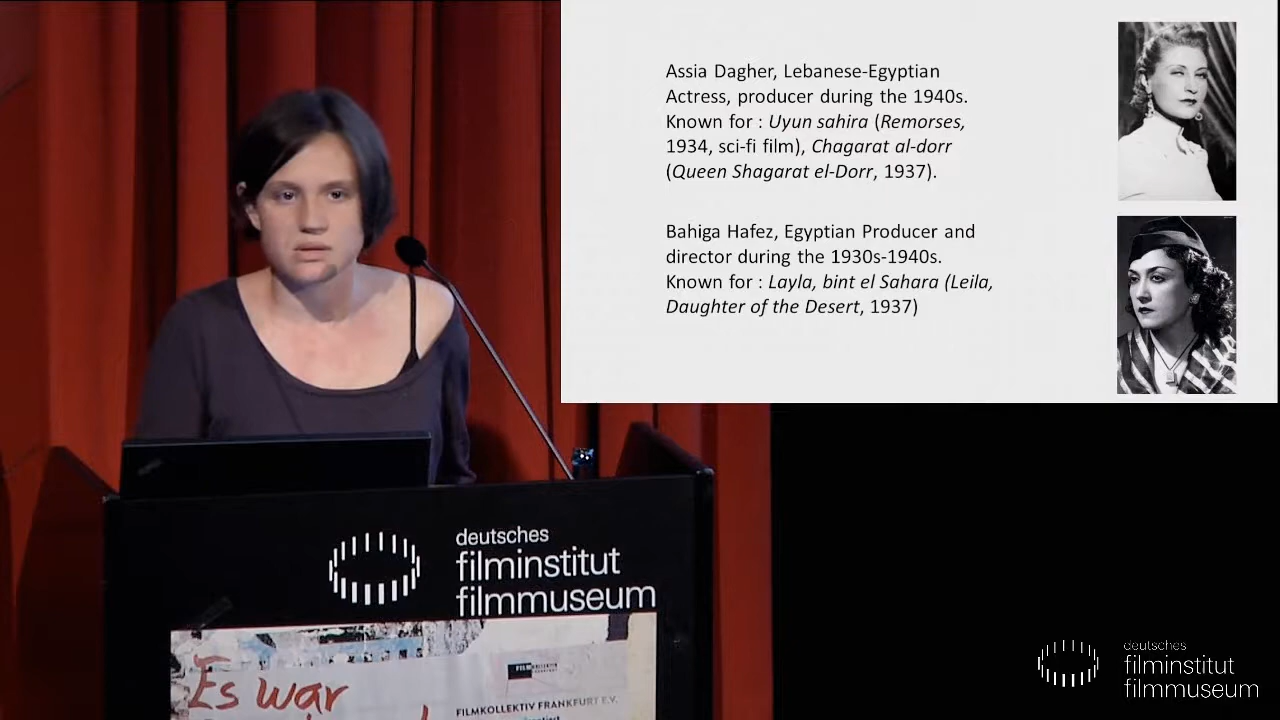 Assia Dagher, Lebanese-Egyptian
Actress, producer during the 1940s.
Known for : Uyun sahira (Remorses,
1934, sci-fi film), Chagarat al-dorr
(Queen Shagarat el-Dorr, 1937).
Bahiga Hafez, Egyptian Producer and
director during the 1930s-1940s.
Known for : Layla, bint el Sahara (Leila,
Daughter of the Desert, 1937)
deutsches
filminstitut
filmmuseum
Es war
FILMKOLLEKTIV FRANKFURT E.V.
deutsches
filminstitut
filmmuseum